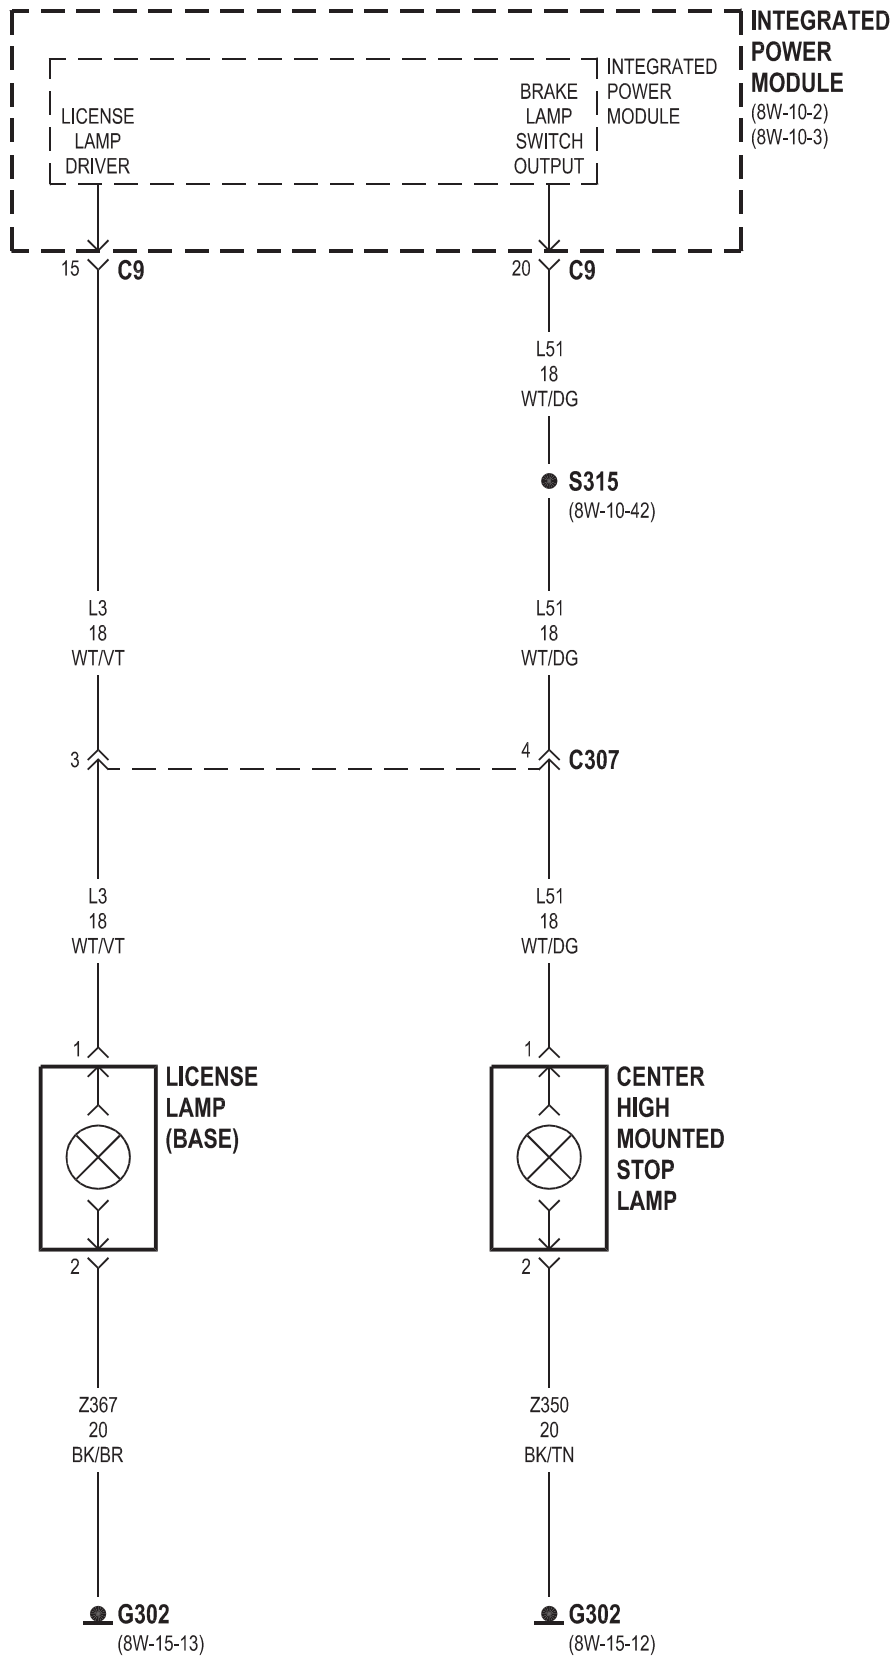 INTEGRATED
POWER
MODULE
(8W-10-2)
(8W-10-3)
INTEGRATED
POWER
MODULE
LICENSE
LAMP
DRIVER
BRAKE
LAMP
SWITCH
OUTPUT
15 C9
20 C9
L51
18
WT/DG
S315
(8W-10-42)
L3
18
WT/VT
L51
18
WT/DG
3
4 C307
L3
18
WT/VT
L51
18
WT/DG
1
LICENSE
LAMP
(BASE)
2
1
CENTER
HIGH
MOUNTED
STOP
LAMP
2
Z367
20
BK/BR
Z350
20
BK/TN
G302
(8W-15-13)
G302
(8W-15-12)